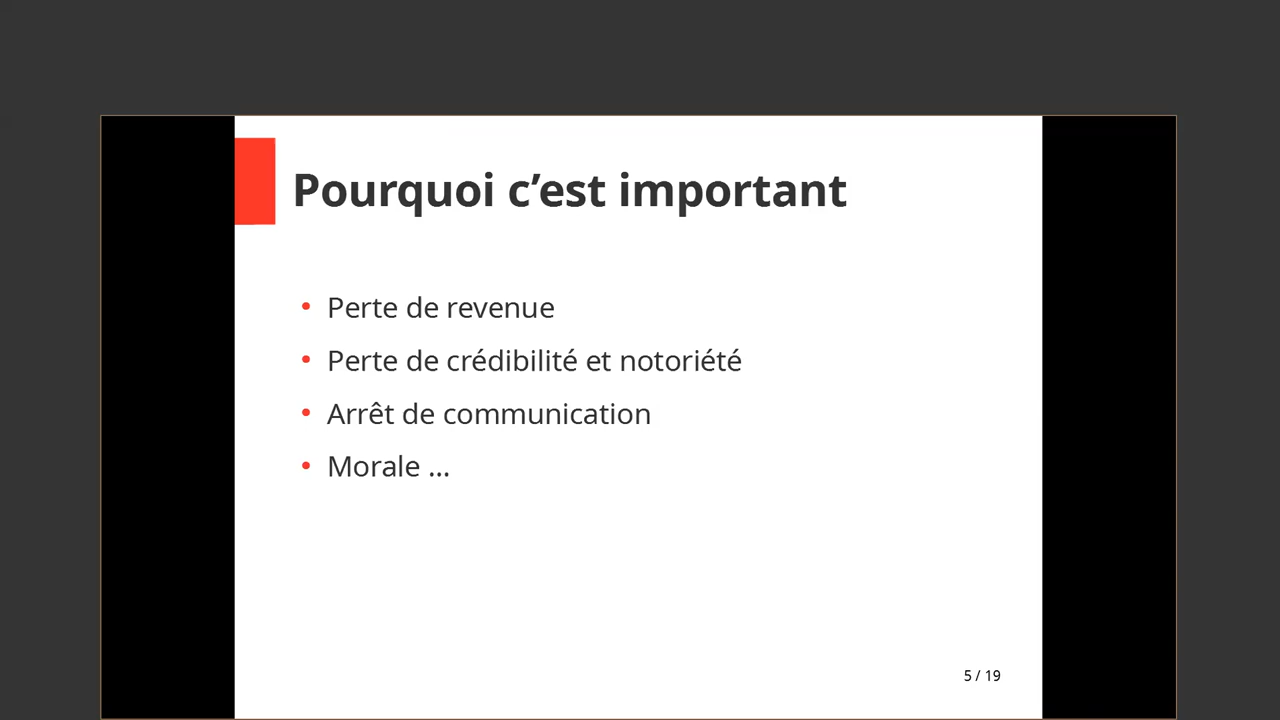 Pourquoi c’est important
• Perte de revenue
• Perte de crédibilité et notoriété
• Arrêt de communication
• Morale ...
5 / 19